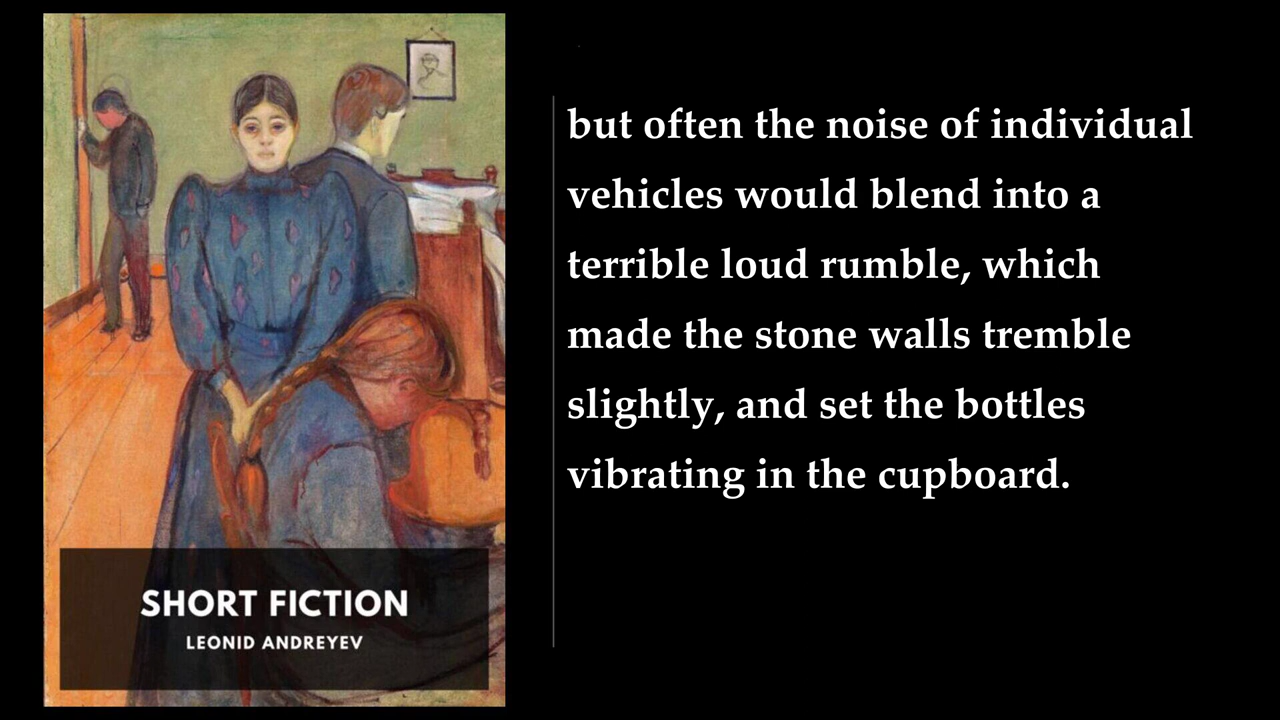 SHORT FICTION
LEONID ANDREYEV
but often the noise of individual
vehicles would blend into a
terrible loud rumble, which
made the stone walls tremble
slightly, and set the bottles
vibrating in the cupboard.